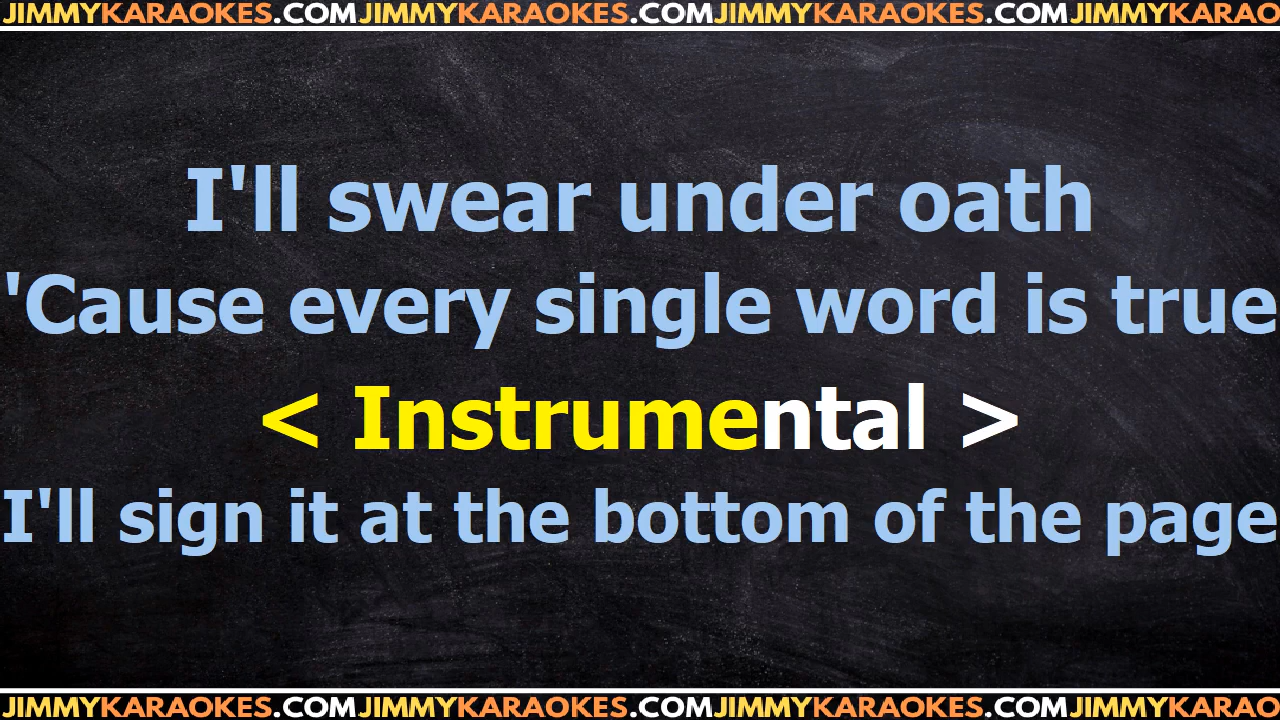 JIMMYKARAOKES.COMJIMMYKARAOKES.COMJIMMYKARAOKES.COMJIMMYKARAO
I'll swear under oath
'Cause every single word is true
< Instrumental >
I'll sign it at the bottom of the page
JIMMYKARAOKES.COMJIMMYKARAOKES.COMJIMMYKARAOKES.COMJIMMYKARAO